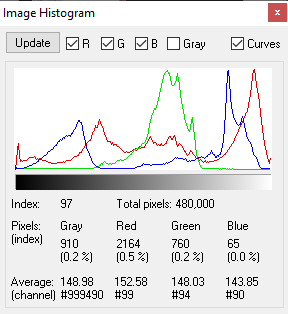 Image Histogram x
Update R G B Gray Curves
Index: 97 Total pixels: 480,000
Pixels: Gray Red Green Blue
(index) 910 2164 760 65
(0.2 %) (0.5 %) (0.2 %) (0.0 %)
Average: 148.98 152.58 148.03 143.85
(channel) #999490 #99 #94 #90